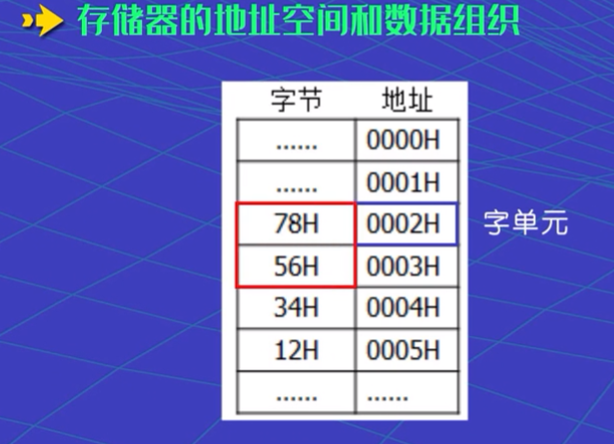 存储器的地址空间和数据组织
字节 地址
...... 0000H
...... 0001H
78H 0002H 字单元
56H 0003H
34H 0004H
12H 0005H
...... ......